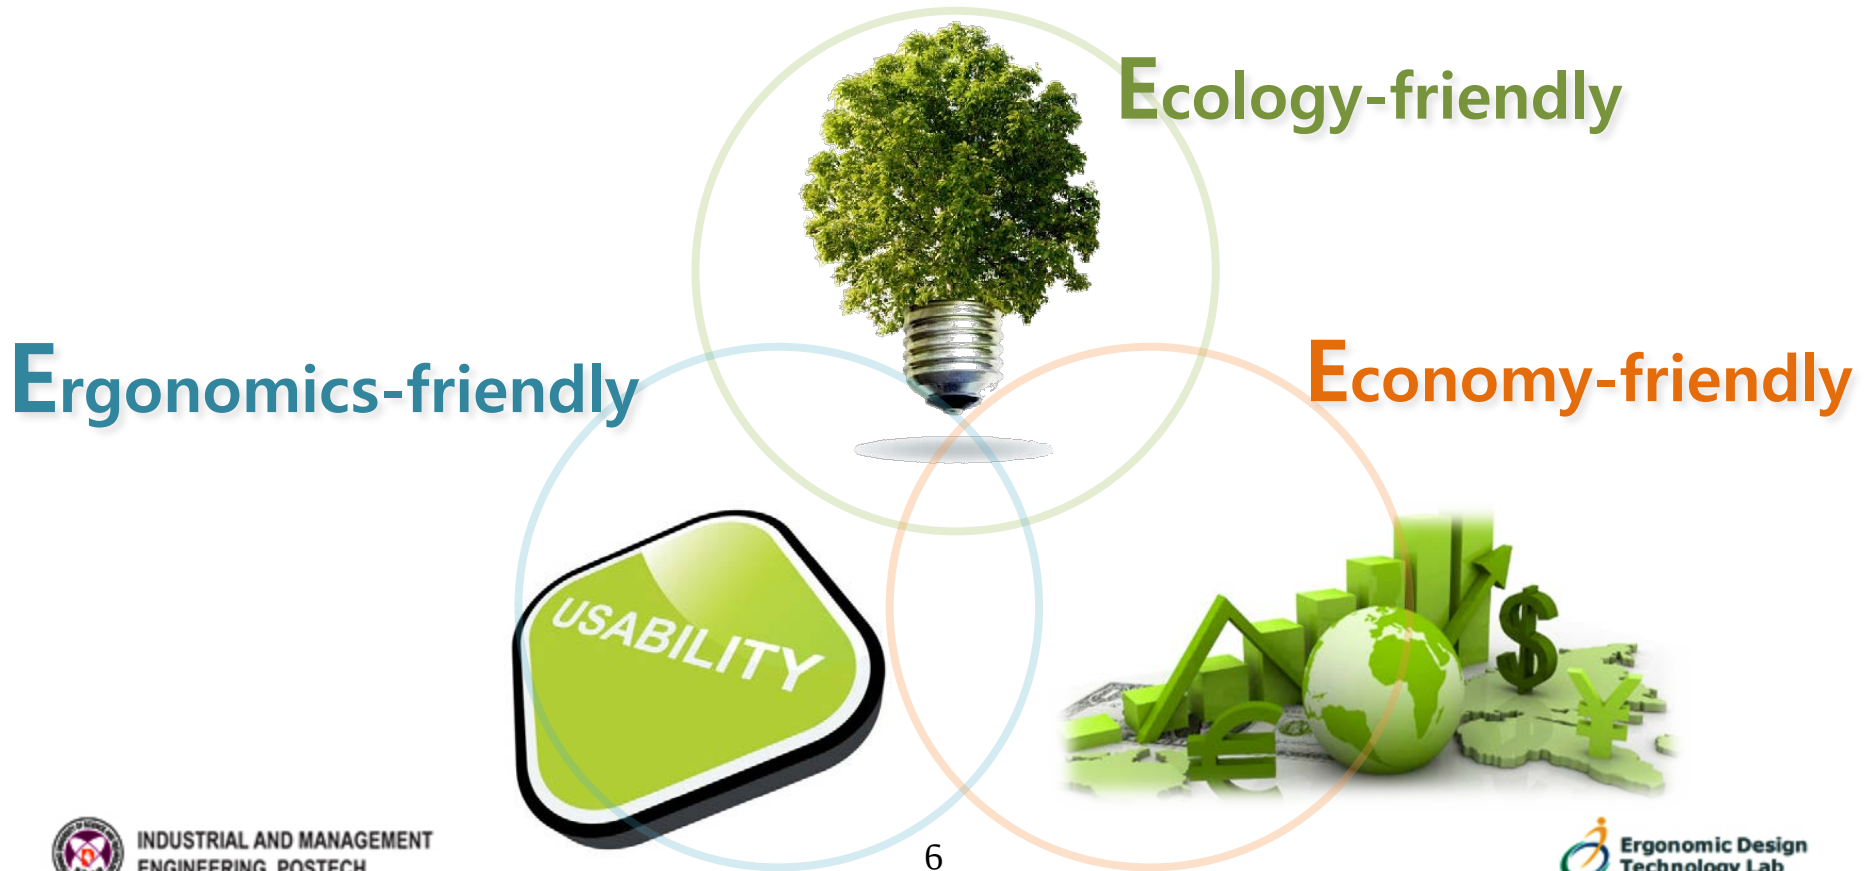 Ecology-friendly
Ergonomics-friendly
Economy-friendly
USABILITY
INDUSTRIAL AND MANAGEMENT
ENGINEERING, POSTECH
6
Ergonomic Design
Technology Lab